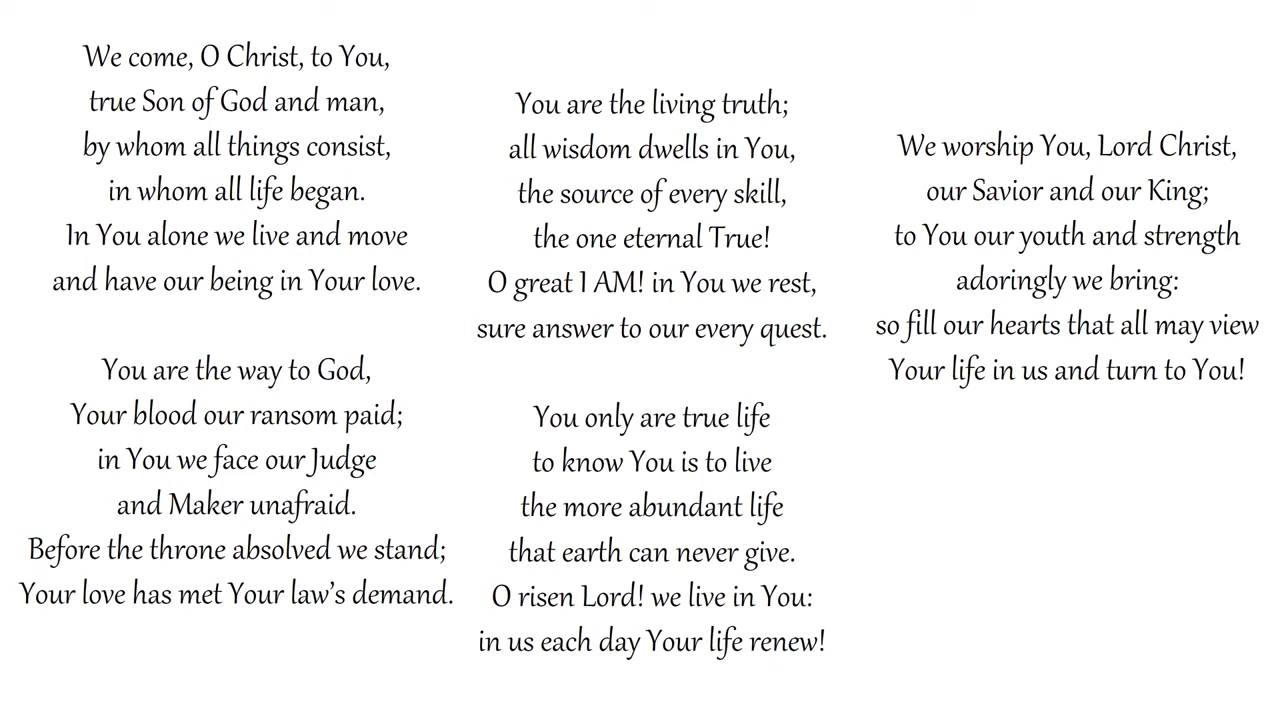 We come, O Christ, to You,
true Son of God and man,
by whom all things consist,
in whom all life began.
In You alone we live and move
and have our being in Your love.
You are the way to God,
Your blood our ransom paid;
in You we face our Judge
and Maker unafraid.
Before the throne absolved we stand;
Your love has met Your law’s demand.
You are the living truth;
all wisdom dwells in You,
the source of every skill,
the one eternal True!
O great I AM! in You we rest,
sure answer to our every quest.
You only are true life
to know You is to live
the more abundant life
that earth can never give.
O risen Lord! we live in You:
in us each day Your life renew!
We worship You, Lord Christ,
our Savior and our King;
to You our youth and strength
adoringly we bring:
so fill our hearts that all may view
Your life in us and turn to You!